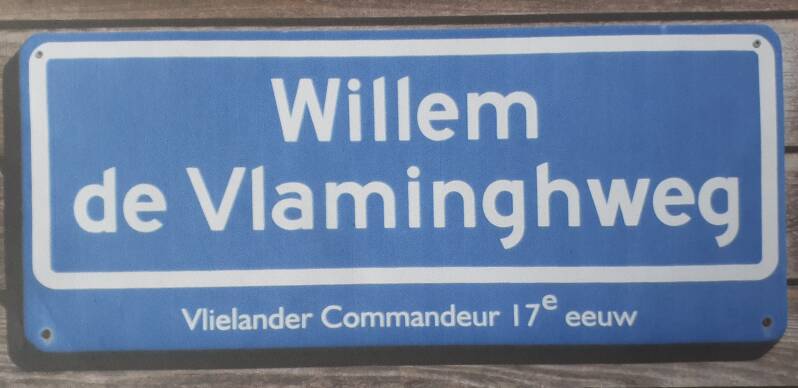 Willem
de Vlaminghweg
Vlielander Commandeur 17e eeuw